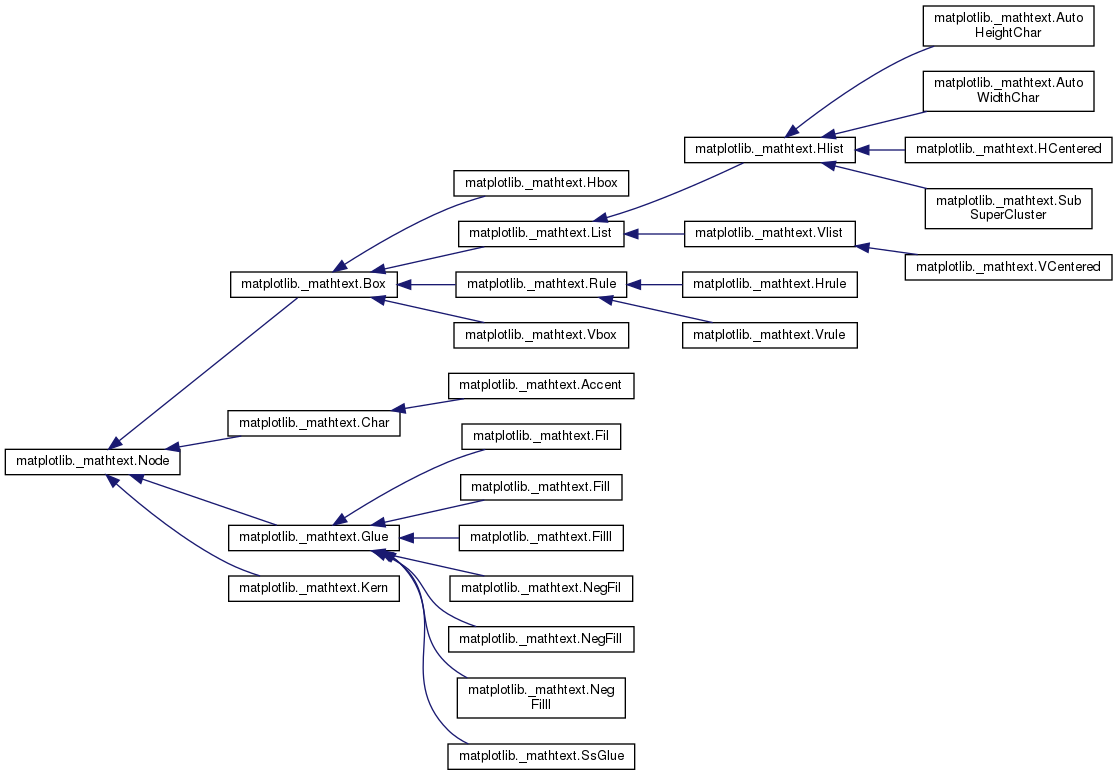 matplotlib._mathtext.Auto
HeightChar
matplotlib._mathtext.Auto
WidthChar
matplotlib._mathtext.Hlist
matplotlib._mathtext.HCentered
matplotlib._mathtext.Hbox
matplotlib._mathtext.Sub
SuperCluster
matplotlib._mathtext.List
matplotlib._mathtext.Vlist
matplotlib._mathtext.VCentered
matplotlib._mathtext.Box
matplotlib._mathtext.Rule
matplotlib._mathtext.Hrule
matplotlib._mathtext.Vbox
matplotlib._mathtext.Vrule
matplotlib._mathtext.Accent
matplotlib._mathtext.Char
matplotlib._mathtext.Fil
matplotlib._mathtext.Node
matplotlib._mathtext.Fill
matplotlib._mathtext.Glue
matplotlib._mathtext.Filll
matplotlib._mathtext.Kern
matplotlib._mathtext.NegFil
matplotlib._mathtext.NegFill
matplotlib._mathtext.Neg
Filll
matplotlib._mathtext.SsGlue